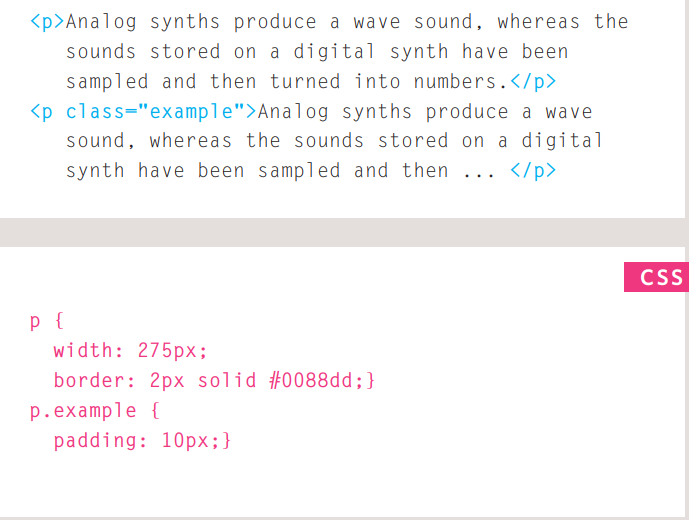 <p>Analog synths produce a wave sound, whereas the
sounds stored on a digital synth have been
sampled and then turned into numbers.</p>
<p class="example">Analog synths produce a wave
sound, whereas the sounds stored on a digital
synth have been sampled and then ... </p>
CSS
p {
width: 275px;
border: 2px solid #0088dd;}
p.example {
padding: 10px;}